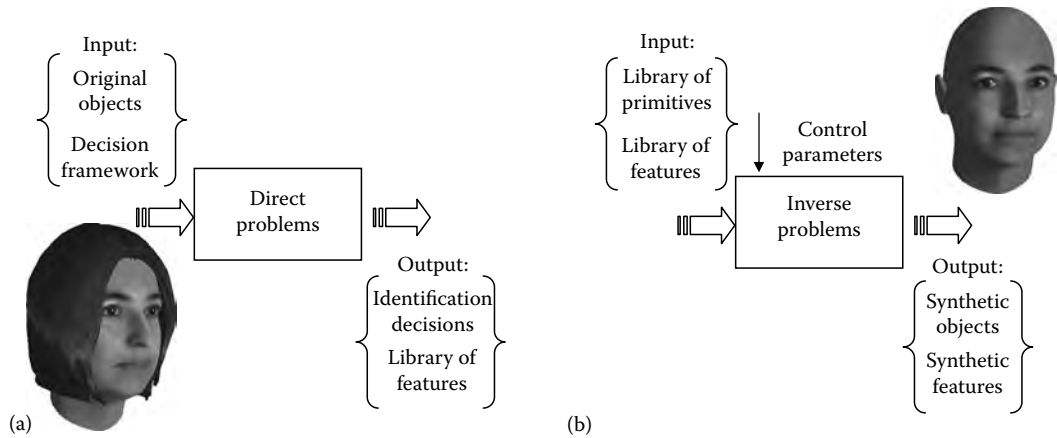 Input:
Original
objects
Decision
framework
Direct
problems
Output:
Identification
decisions
Library of
features
(a)
Input:
Library of
primitives
Library of
features
Control
parameters
Inverse
problems
Output:
Synthetic
objects
Synthetic
features
(b)